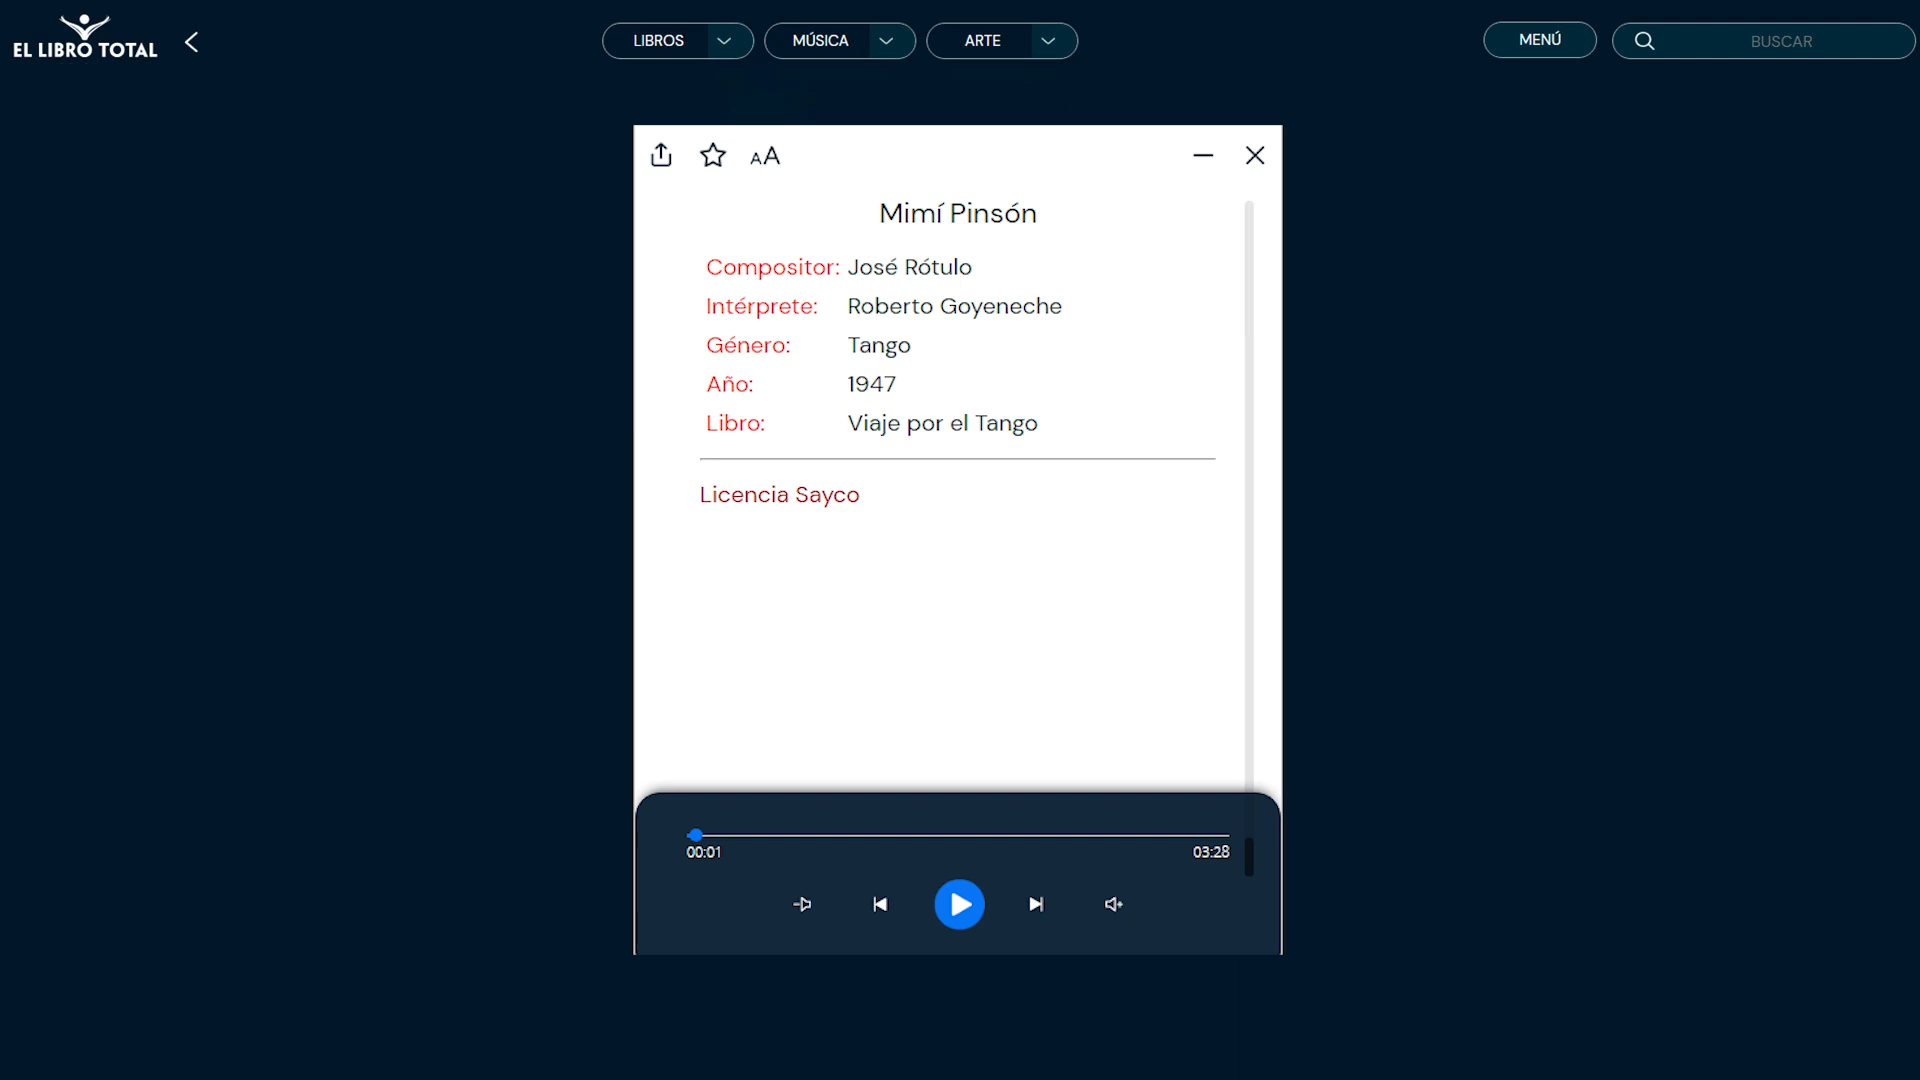 EL LIBRO TOTAL
LIBROS
MÚSICA
ARTE
MENÚ
BUSCAR
AA
Mimí Pinsón
Compositor: José Rótulo
Intérprete: Roberto Goyeneche
Género: Tango
Año: 1947
Libro: Viaje por el Tango
Licencia Sayco
00:01
03:28